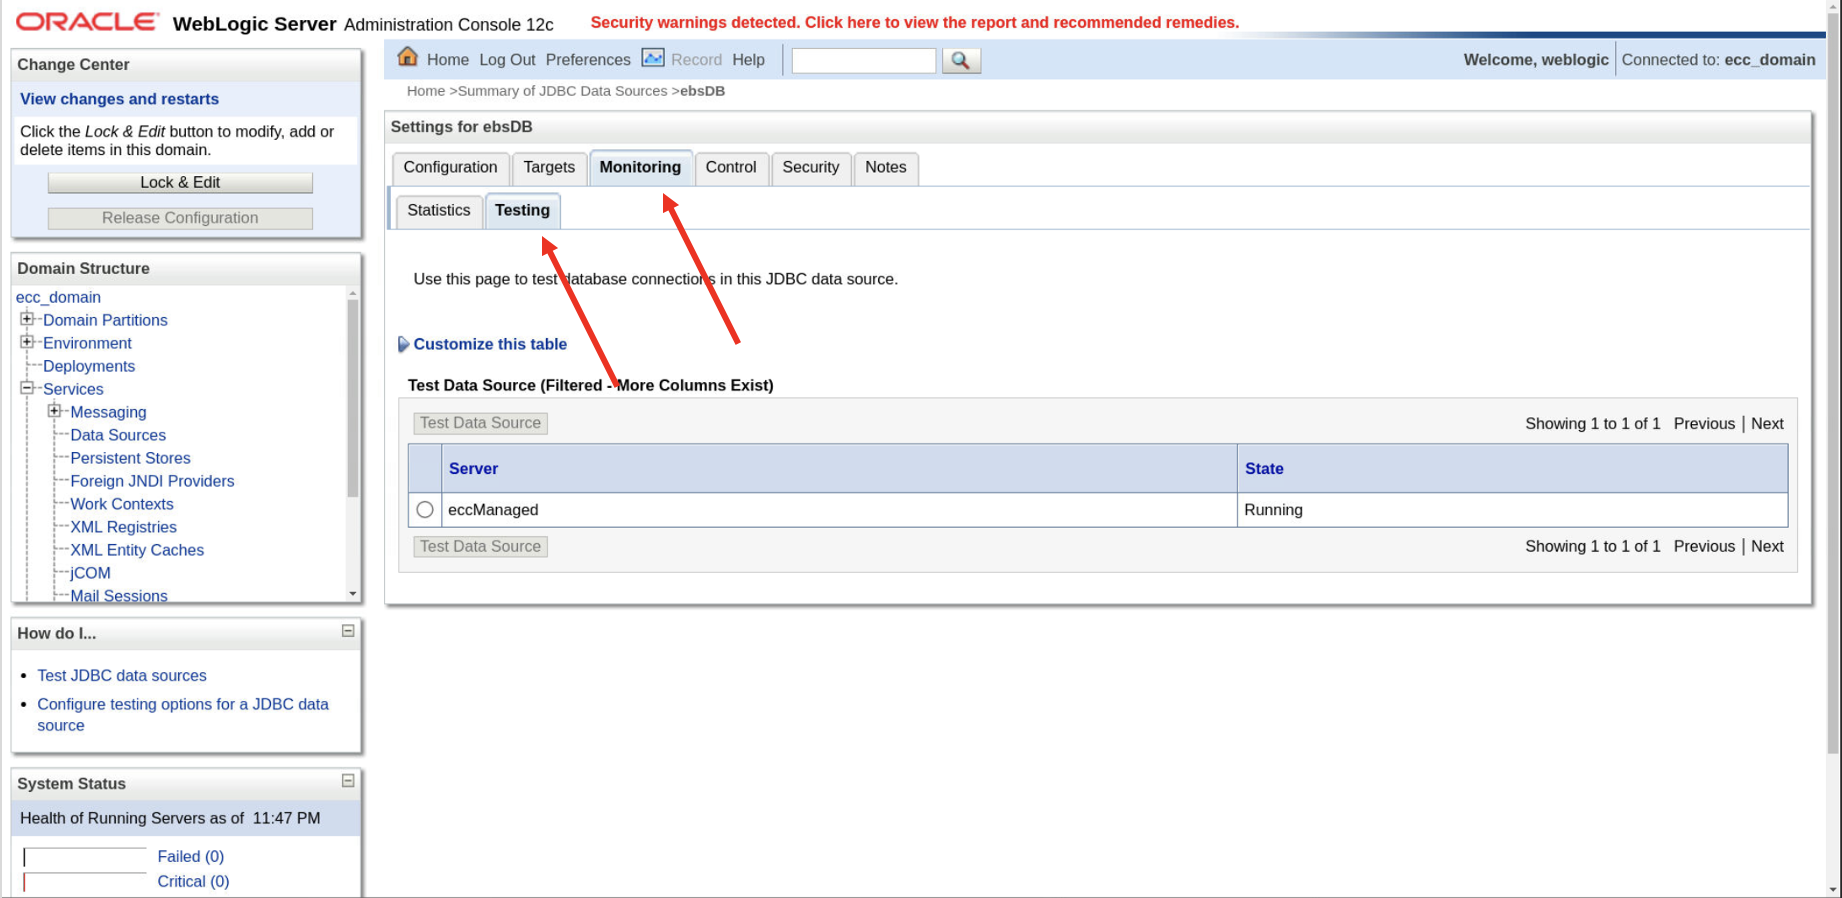 ORACLE WebLogic Server Administration Console 12c
Security warnings detected. Click here to view the report and recommended remedies.
Change Center
View changes and restarts
Click the Lock & Edit button to modify, add or
delete items in this domain.
Lock & Edit
Release Configuration
Domain Structure
ecc_domain
Domain Partitions
Environment
Deployments
Services
Messaging
Data Sources
Persistent Stores
Foreign JNDI Providers
Work Contexts
XML Registries
XML Entity Caches
jCOM
Mail Sessions
How do I...
Test JDBC data sources
Configure testing options for a JDBC data
source
System Status
Health of Running Servers as of 11:47 PM
Failed (0)
Critical (0)
Home Log Out Preferences Record Help
Welcome, weblogic Connected to: ecc_domain
Home >Summary of JDBC Data Sources >ebsDB
Settings for ebsDB
Configuration Targets Monitoring Control Security Notes
Statistics Testing
Use this page to test database connections in this JDBC data source.
Customize this table
Test Data Source (Filtered - More Columns Exist)
Test Data Source Showing 1 to 1 of 1 Previous | Next
Server State
eccManaged Running
Test Data Source Showing 1 to 1 of 1 Previous | Next